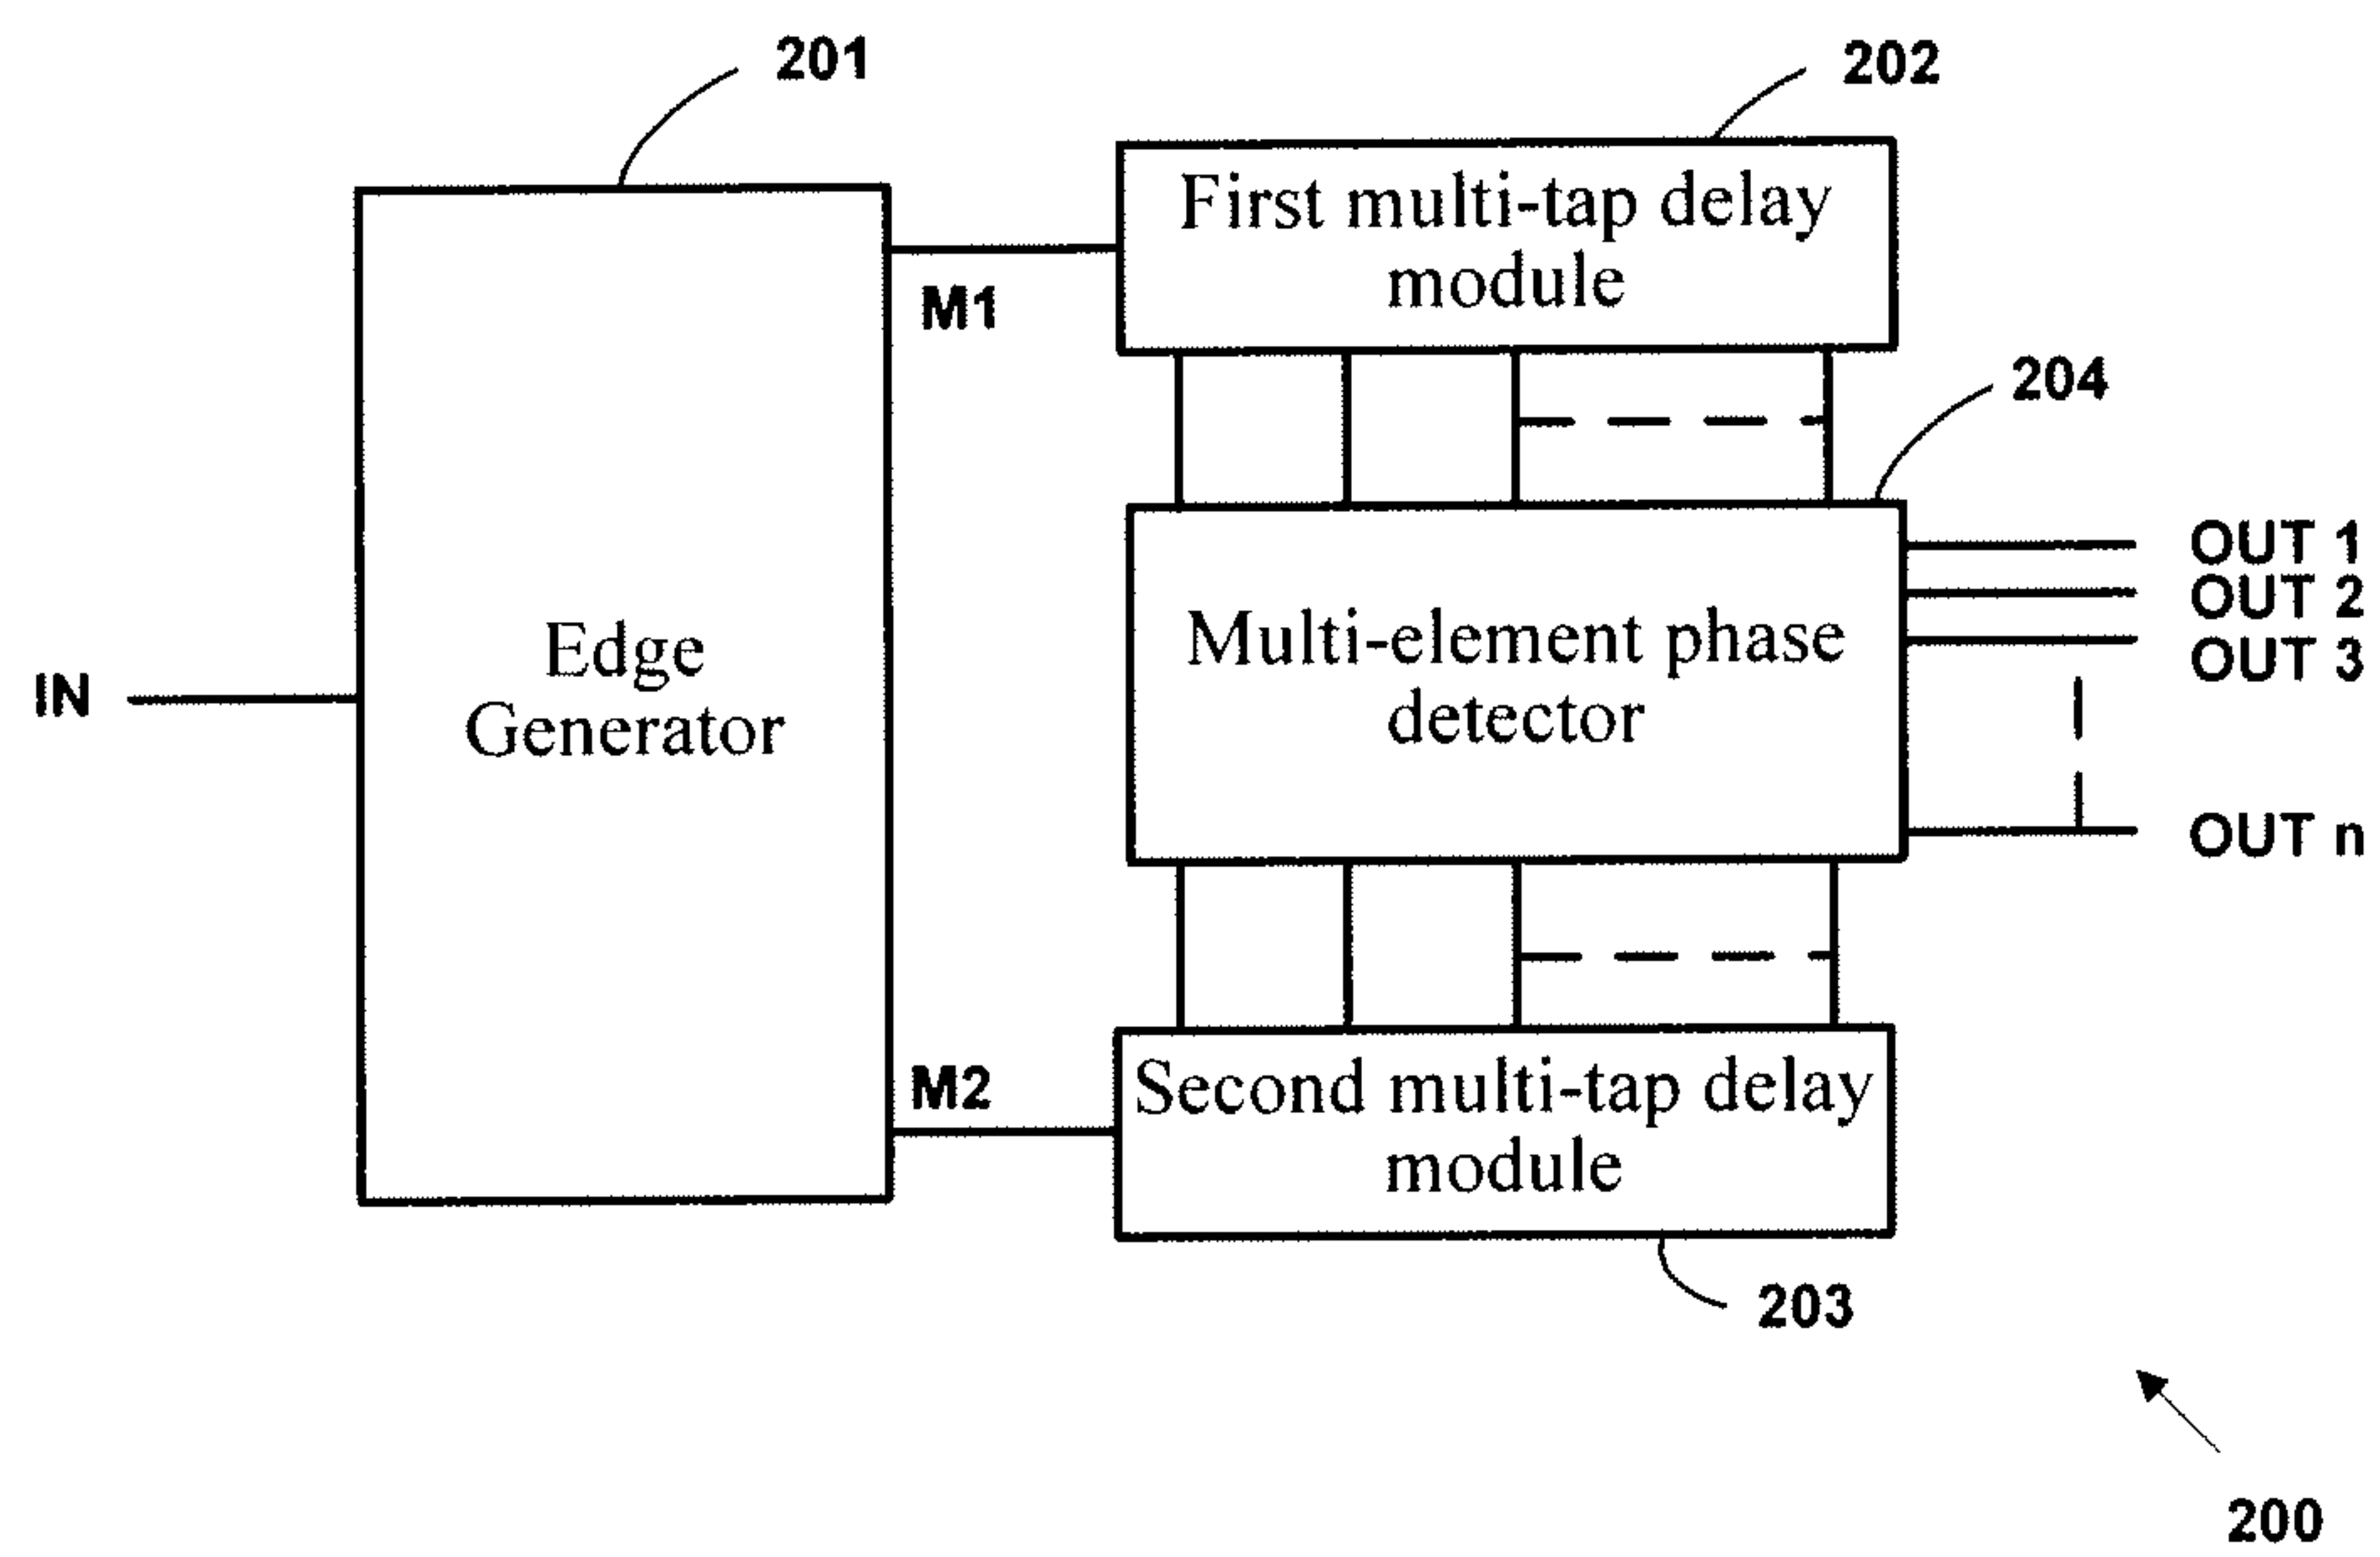 201
202
First multi-tap delay
module
M1
204
OUT 1
OUT 2
OUT 3
OUT n
Edge
Generator
IN
Multi-element phase
detector
M2
Second multi-tap delay
module
203
200